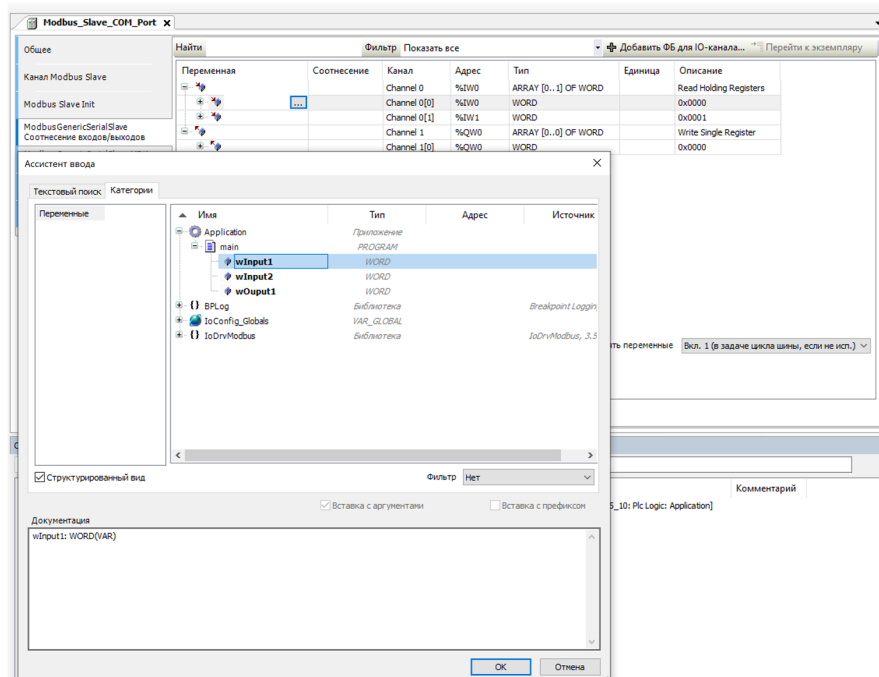 Modbus_Slave_COM_Port
Общее
Канал Modbus Slave
Modbus Slave Init
ModbusGenericSerialSlave
Соотнесение входов/выходов
Найти Фильтр Показать все Добавить ФБ для IO-канала... Перейти к экземпляру
Переменная Соотнесение Канал Адрес Тип Единица Описание
Channel 0 %IW0 ARRAY [0..1] OF WORD Read Holding Registers
... Channel 0[0] %IW0 WORD 0x0000
Channel 0[1] %IW1 WORD 0x0001
Channel 1 %QW0 ARRAY [0..0] OF WORD Write Single Register
Channel 1[0] %QW0 WORD 0x0000
Ассистент ввода
Текстовый поиск Категории
Переменные
Имя Тип Адрес Источник
Application Приложение
main PROGRAM
wInput1 WORD
wInput2 WORD
wOuput1 WORD
BPLog Библиотека Breakpoint Loggin
IoConfig_Globals VAR_GLOBAL
IoDrvModbus Библиотека IoDrvModbus, 3.5
переменные Вкл. 1 (в задаче цикла шины, если не исп.)
Структурированный вид Фильтр Нет
Вставка с аргументами Вставка с префиксом
Комментарий
5_10: Plc Logic: Application]
Документация
wInput1: WORD(VAR)
OK Отмена